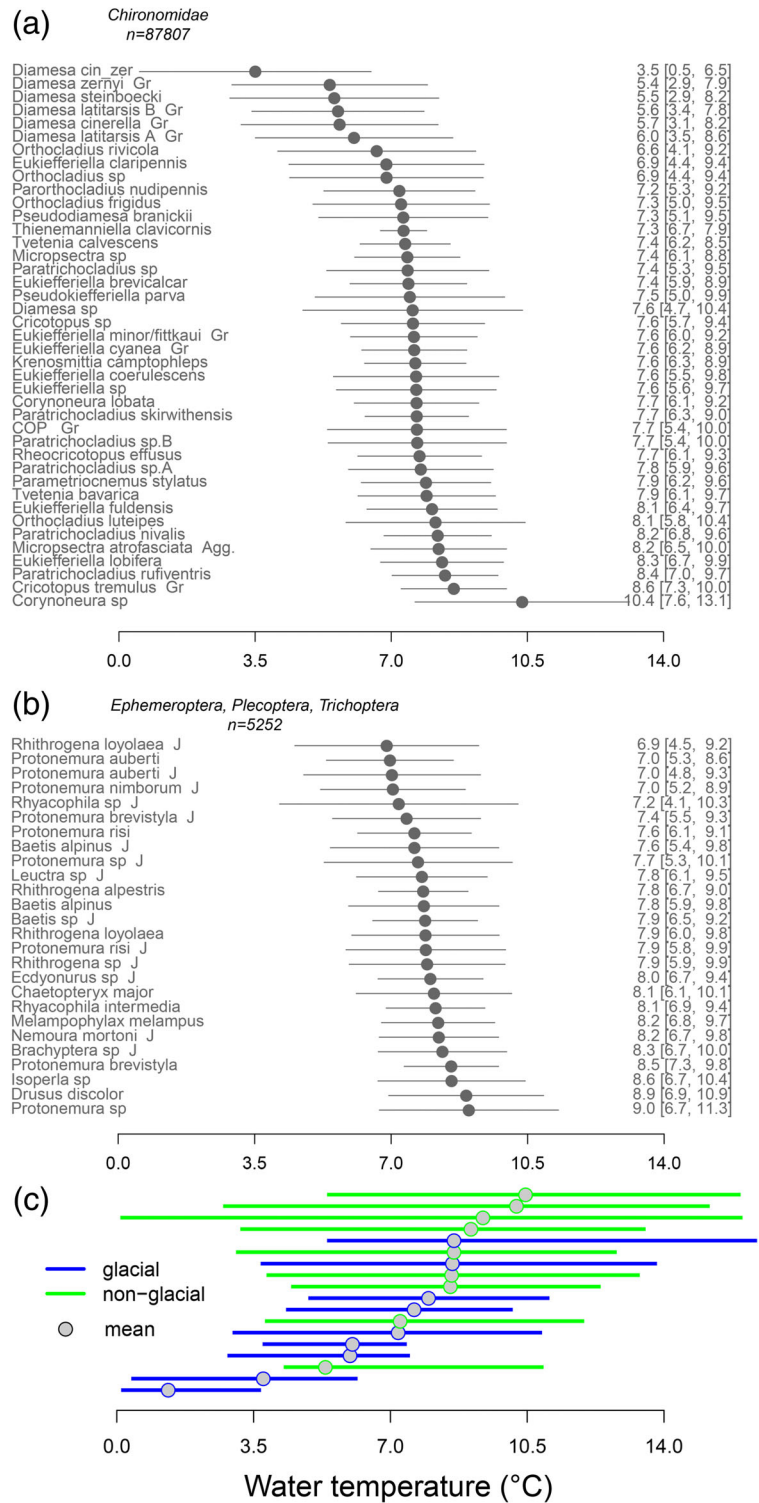 (a)
Chironomidae
n=87807
Diamesa cin_zer 3.5 [0.5, 6.5]
Diamesa zernyi Gr 5.4 [2.9, 7.9]
Diamesa steinboecki 5.5 [2.9, 8.2]
Diamesa latitarsis B Gr 5.6 [3.4, 7.8]
Diamesa cinerella Gr 5.7 [3.1, 8.2]
Diamesa latitarsis A Gr 6.0 [3.5, 8.6]
Orthocladius rivicola 6.6 [4.1, 9.2]
Eukiefferiella claripennis 6.9 [4.4, 9.4]
Orthocladius sp 6.9 [4.4, 9.4]
Parorthocladius nudipennis 7.2 [5.3, 9.2]
Orthocladius frigidus 7.3 [5.0, 9.5]
Pseudodiamesa branickii 7.3 [5.1, 9.5]
Thienemanniella clavicornis 7.3 [6.7, 7.9]
Tvetenia calvescens 7.4 [6.2, 8.5]
Micropsectra sp 7.4 [6.1, 8.8]
Paratrichocladius sp 7.4 [5.3, 9.5]
Eukiefferiella brevicalcar 7.4 [5.9, 8.9]
Pseudokiefferiella parva 7.5 [5.0, 9.9]
Diamesa sp 7.6 [4.7, 10.4]
Cricotopus sp 7.6 [5.7, 9.4]
Eukiefferiella minor/fittkaui Gr 7.6 [6.0, 9.2]
Eukiefferiella cyanea Gr 7.6 [6.2, 8.9]
Krenosmittia camptophleps 7.6 [6.3, 8.9]
Eukiefferiella coerulescens 7.6 [5.5, 9.8]
Eukiefferiella sp 7.6 [5.6, 9.7]
Corynoneura lobata 7.7 [6.1, 9.2]
Paratrichocladius skirwithensis 7.7 [6.3, 9.0]
COP Gr 7.7 [5.4, 10.0]
Paratrichocladius sp.B 7.7 [5.4, 10.0]
Rheocricotopus effusus 7.7 [6.1, 9.3]
Paratrichocladius sp.A 7.8 [5.9, 9.6]
Parametriocnemus stylatus 7.9 [6.2, 9.6]
Tvetenia bavarica 7.9 [6.1, 9.7]
Eukiefferiella fuldensis 8.1 [6.4, 9.7]
Orthocladius luteipes 8.1 [5.8, 10.4]
Paratrichocladius nivalis 8.2 [6.8, 9.6]
Micropsectra atrofasciata Agg. 8.2 [6.5, 10.0]
Eukiefferiella lobifera 8.3 [6.7, 9.9]
Paratrichocladius rufiventris 8.4 [7.0, 9.7]
Cricotopus tremulus Gr 8.6 [7.3, 10.0]
Corynoneura sp 10.4 [7.6, 13.1]
0.0 3.5 7.0 10.5 14.0
(b)
Ephemeroptera, Plecoptera, Trichoptera
n=5252
Rhithrogena loyolaea J 6.9 [4.5, 9.2]
Protonemura auberti 7.0 [5.3, 8.6]
Protonemura auberti J 7.0 [4.8, 9.3]
Protonemura nimborum J 7.0 [5.2, 8.9]
Rhyacophila sp J 7.2 [4.1, 10.3]
Protonemura brevistyla J 7.4 [5.5, 9.3]
Protonemura risi 7.6 [6.1, 9.1]
Baetis alpinus J 7.6 [5.4, 9.8]
Protonemura sp J 7.7 [5.3, 10.1]
Leuctra sp J 7.8 [6.1, 9.5]
Rhithrogena alpestris 7.8 [6.7, 9.0]
Baetis alpinus 7.8 [5.9, 9.8]
Baetis sp J 7.9 [6.5, 9.2]
Rhithrogena loyolaea 7.9 [6.0, 9.8]
Protonemura risi J 7.9 [5.8, 9.9]
Rhithrogena sp J 7.9 [5.9, 9.9]
Ecdyonurus sp J 8.0 [6.7, 9.4]
Chaetopteryx major 8.1 [6.1, 10.1]
Rhyacophila intermedia 8.1 [6.9, 9.4]
Melampophylax melampus 8.2 [6.8, 9.7]
Nemoura mortoni J 8.2 [6.7, 9.8]
Brachyptera sp J 8.3 [6.7, 10.0]
Protonemura brevistyla 8.5 [7.3, 9.8]
Isoperla sp 8.6 [6.7, 10.4]
Drusus discolor 8.9 [6.9, 10.9]
Protonemura sp 9.0 [6.7, 11.3]
0.0 3.5 7.0 10.5 14.0
(c)
glacial
non-glacial
mean
0.0 3.5 7.0 10.5 14.0
Water temperature (°C)